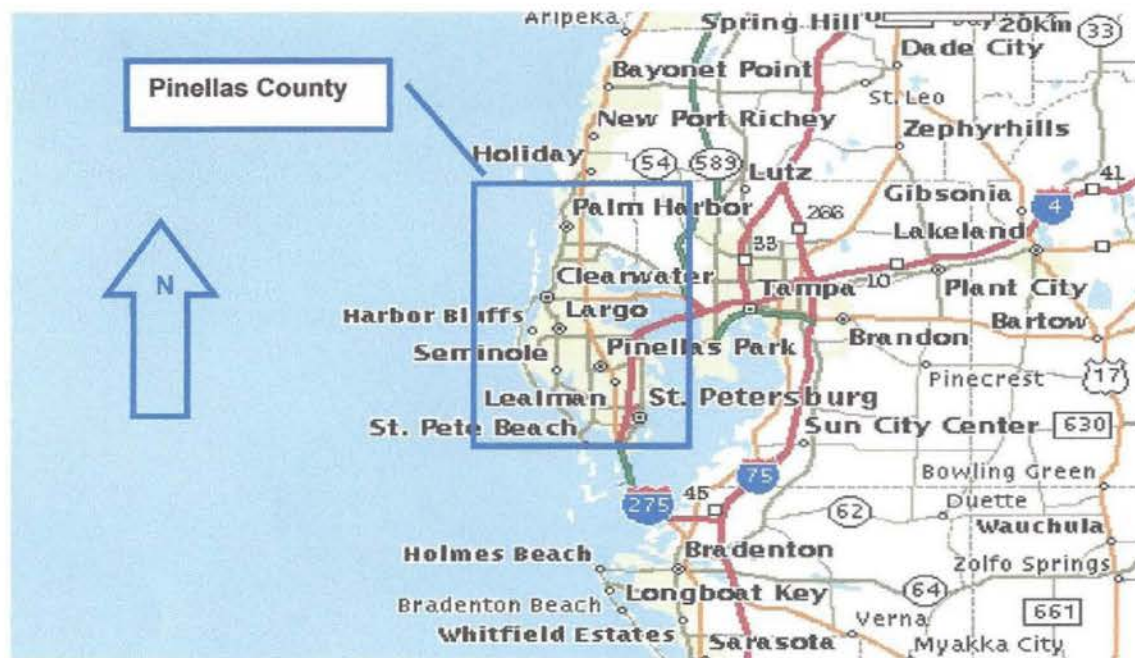 Aripeka
Spring Hill
20km
33
Dade City
Pinellas County
Bayonet Point
St. Leo
New Port Richey
Zephyrhills
Holiday
54
589
Lutz
41
Gibsonia
4
Palm Harbor
266
Lakeland
N
33
Clearwater
Tampa
10
Plant City
Largo
Harbor Bluffs
Bartow
Brandon
Seminole
Pinellas Park
Pinecrest
17
Lealman
St. Petersburg
St. Pete Beach
Sun City Center
630
75
Bowling Green
275
45
62
Duette
Wauchula
Holmes Beach
Bradenton
Zolfo Springs
Longboat Key
64
Bradenton Beach
Verna
661
Whitfield Estates
Sarasota
Myakka City